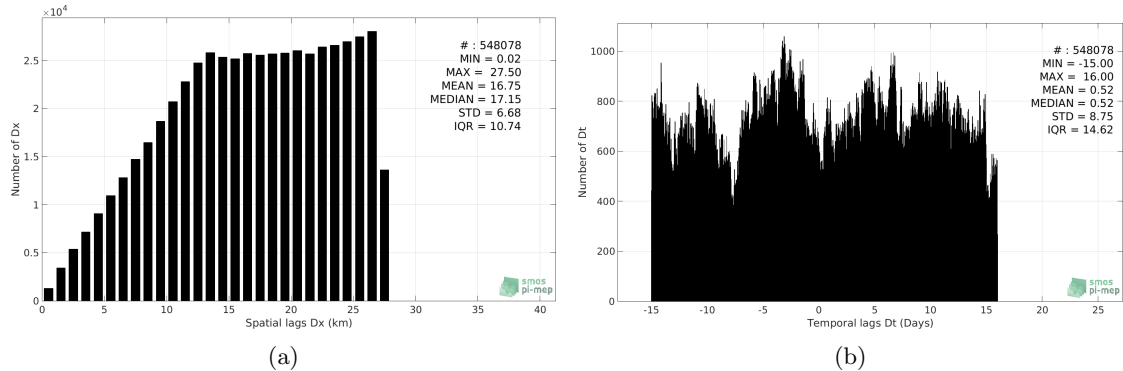 ×10⁴
2.5
2
1.5
1
0.5
0
Number of Dx
# : 548078
MIN = 0.02
MAX = 27.50
MEAN = 16.75
MEDIAN = 17.15
STD = 6.68
IQR = 10.74
smos
pi-mep
0 5 10 15 20 25 30 35 40
Spatial lags Dx (km)
(a)
1000
800
600
400
200
0
Number of Dt
# : 548078
MIN = -15.00
MAX = 16.00
MEAN = 0.52
MEDIAN = 0.52
STD = 8.75
IQR = 14.62
smos
pi-mep
-15 -10 -5 0 5 10 15 20 25
Temporal lags Dt (Days)
(b)